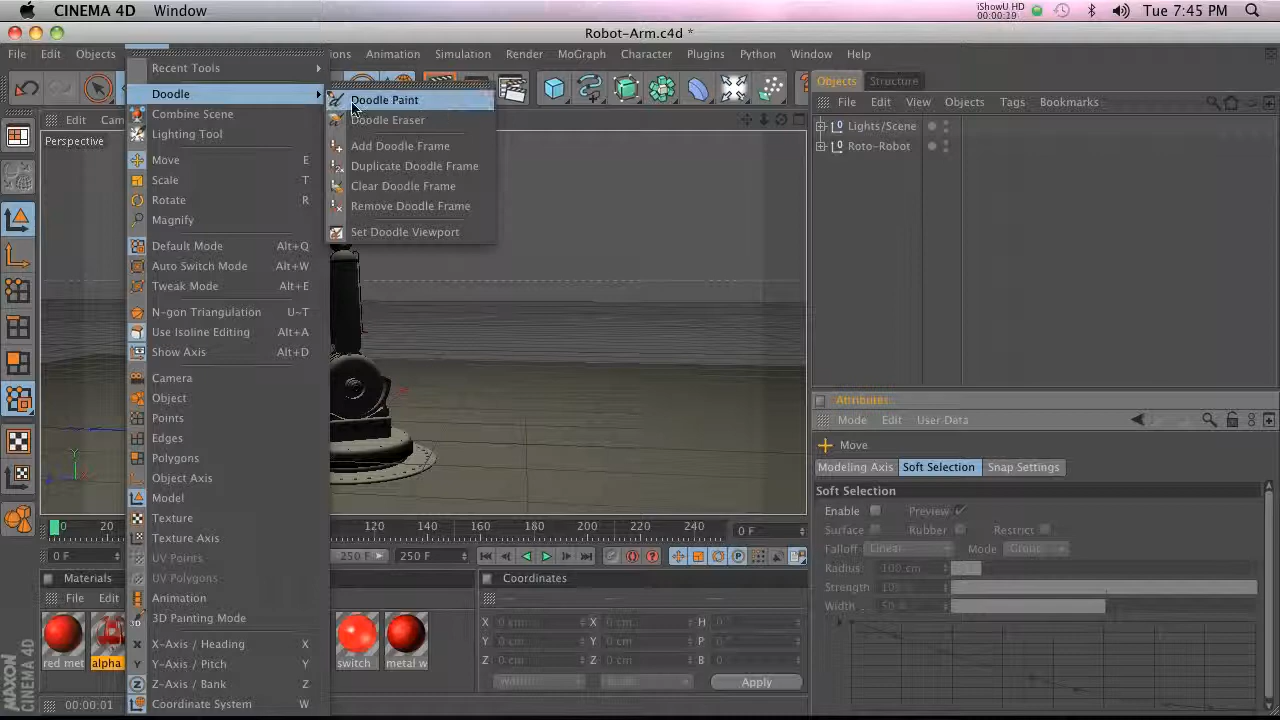 CINEMA 4D Window
iShowU HD
00:00:19
Tue 7:45 PM
Robot-Arm.c4d *
File Edit Objects
Animation Simulation Render MoGraph Character Plugins Python Window Help
Recent Tools
Doodle
Combine Scene
Lighting Tool
Move E
Scale T
Rotate R
Magnify
Default Mode Alt+Q
Auto Switch Mode Alt+W
Tweak Mode Alt+E
N-gon Triangulation U~T
Use Isoline Editing Alt+A
Show Axis Alt+D
Camera
Object
Points
Edges
Polygons
Object Axis
Model
Texture
Texture Axis
UV Points
UV Polygons
Animation
3D Painting Mode
X-Axis / Heading X
Y-Axis / Pitch Y
Z-Axis / Bank Z
Coordinate System W
Doodle Paint
Doodle Eraser
Add Doodle Frame
Duplicate Doodle Frame
Clear Doodle Frame
Remove Doodle Frame
Set Doodle Viewport
Edit
Perspective
Y
0 20
120 140 160 180 200 220 240
0 F
0 F
250 F 250 F
Materials
File Edit
red met
alpha
switch
metal w
00:00:01
MAXON
CINEMA 4D
Coordinates
X 0 cm X 0 cm H 0 °
Y 0 cm Y 0 cm P 0 °
Z 0 cm Z 0 cm B 0 °
Apply
Objects Structure
File Edit View Objects Tags Bookmarks
Lights/Scene
Roto-Robot
Attributes
Mode Edit User Data
Move
Modeling Axis Soft Selection Snap Settings
Soft Selection
Enable Preview
Surface Rubber Restrict
Falloff Linear Mode Group
Radius 100 cm
Strength
Width